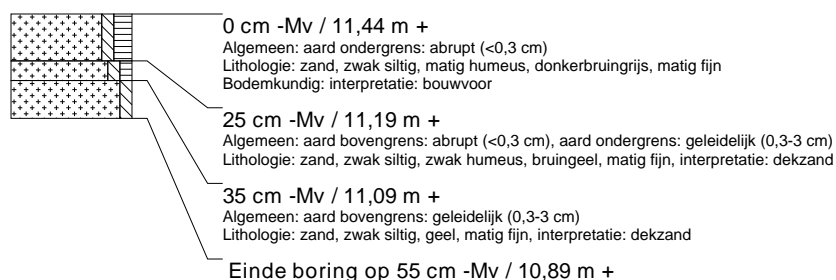 0 cm -Mv / 11,44 m +
Algemeen: aard ondergrens: abrupt (<0,3 cm)
Lithologie: zand, zwak siltig, matig humeus, donkerbruingrijs, matig fijn
Bodemkundig: interpretatie: bouwvoor
25 cm -Mv / 11,19 m +
Algemeen: aard bovengrens: abrupt (<0,3 cm), aard ondergrens: geleidelijk (0,3-3 cm)
Lithologie: zand, zwak siltig, zwak humeus, bruingeel, matig fijn, interpretatie: dekzand
35 cm -Mv / 11,09 m +
Algemeen: aard bovengrens: geleidelijk (0,3-3 cm)
Lithologie: zand, zwak siltig, geel, matig fijn, interpretatie: dekzand
Einde boring op 55 cm -Mv / 10,89 m +